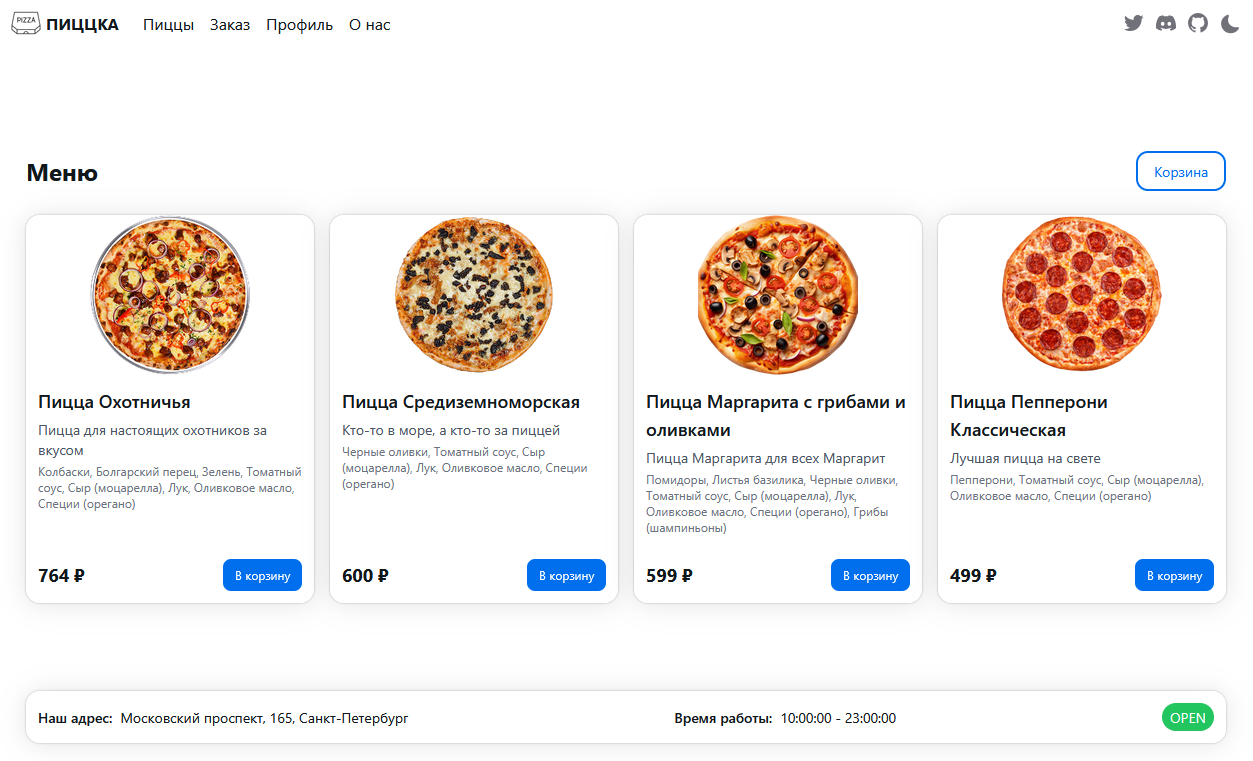 PIZZA ПИЦЦКА Пиццы Заказ Профиль О нас
Меню Корзина
Пицца Охотничья
Пицца для настоящих охотников за
вкусом
Колбаски, Болгарский перец, Зелень, Томатный
соус, Сыр (моцарелла), Лук, Оливковое масло,
Специи (орегано)
764 ₽ В корзину
Пицца Средиземноморская
Кто-то в море, а кто-то за пиццей
Черные оливки, Томатный соус, Сыр
(моцарелла), Лук, Оливковое масло, Специи
(орегано)
600 ₽ В корзину
Пицца Маргарита с грибами и
оливками
Пицца Маргарита для всех Маргарит
Помидоры, Листья базилика, Черные оливки,
Томатный соус, Сыр (моцарелла), Лук,
Оливковое масло, Специи (орегано), Грибы
(шампиньоны)
599 ₽ В корзину
Пицца Пепперони
Классическая
Лучшая пицца на свете
Пепперони, Томатный соус, Сыр (моцарелла),
Оливковое масло, Специи (орегано)
499 ₽ В корзину
Наш адрес: Московский проспект, 165, Санкт-Петербург Время работы: 10:00:00 - 23:00:00 OPEN